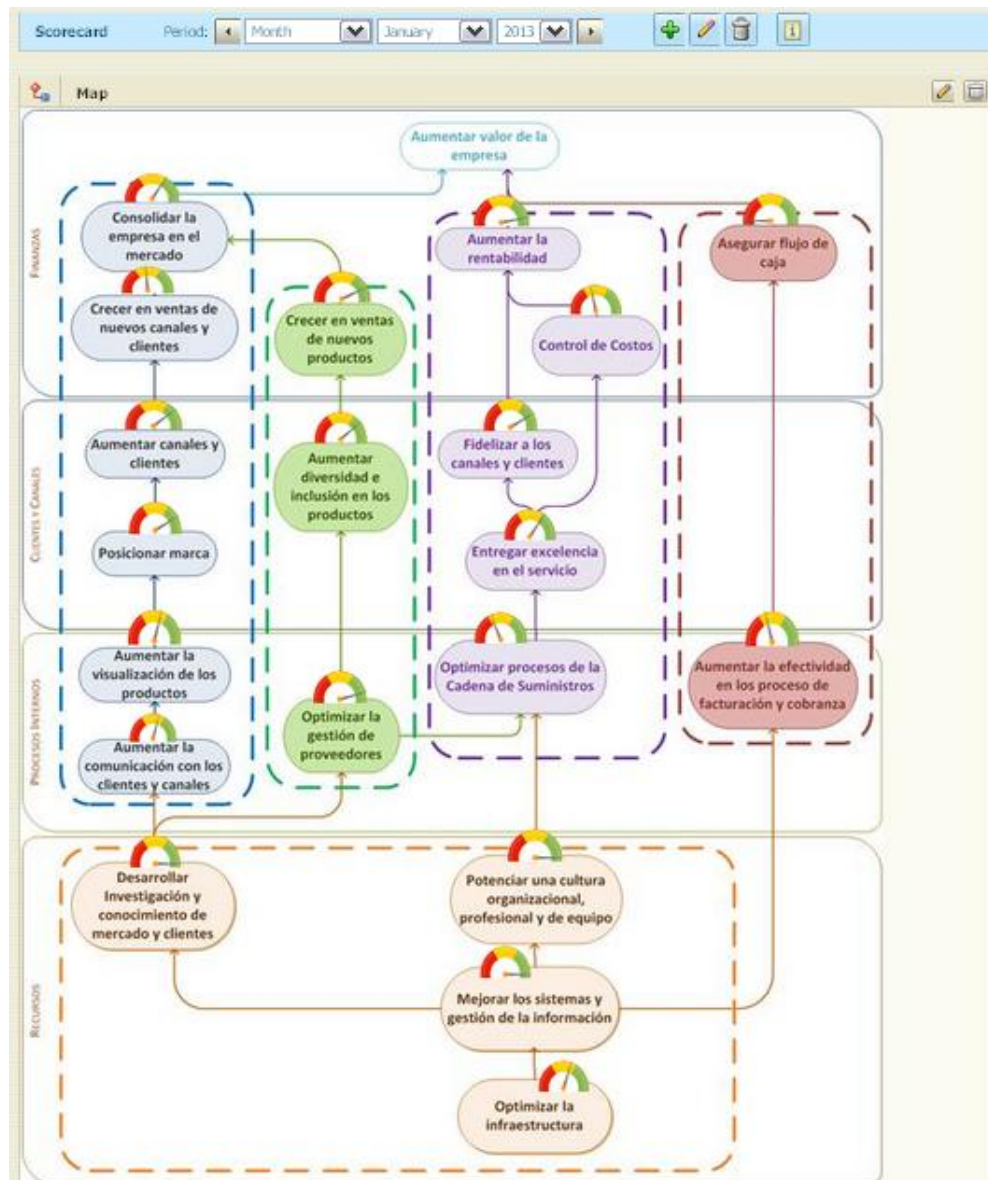 Scorecard
Period:
Month
January
2013
Map
FINANZAS
Aumentar valor de la
empresa
Consolidar la
empresa en el
mercado
Aumentar la
rentabilidad
Asegurar flujo de
caja
Crecer en ventas de
nuevos canales y
clientes
Crecer en ventas
de nuevos
productos
Control de Costos
CLIENTES Y CANALES
Aumentar canales y
clientes
Aumentar
diversidad e
inclusión en los
productos
Fidelizar a los
canales y clientes
Posicionar marca
Entregar excelencia
en el servicio
PROCESOS INTERNOS
Aumentar la
visualización de los
productos
Optimizar procesos de la
Cadena de Suministros
Aumentar la efectividad
en los proceso de
facturación y cobranza
Aumentar la
comunicación con los
clientes y canales
Optimizar la
gestión de
proveedores
RECURSOS
Desarrollar
Investigación y
conocimiento de
mercado y clientes
Potenciar una cultura
organizacional,
profesional y de equipo
Mejorar los sistemas y
gestión de la información
Optimizar la
infraestructura